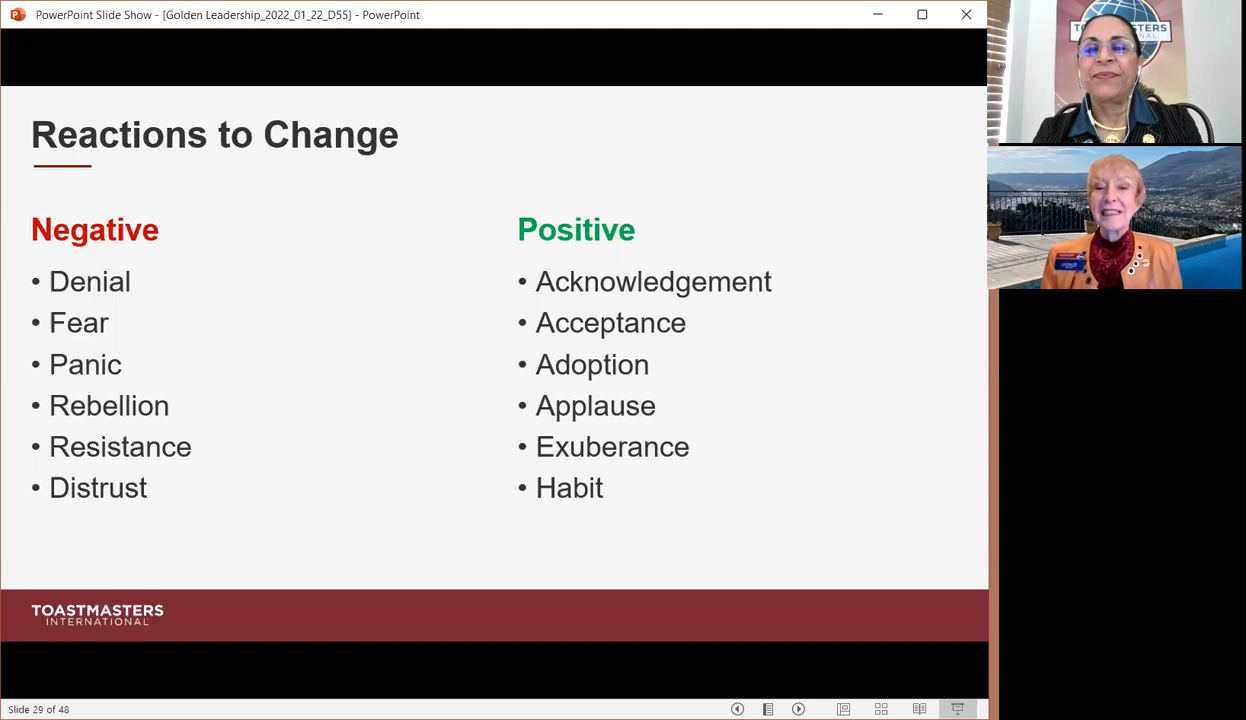 PowerPoint Slide Show - [Golden Leadership_2022_01_22_D55] - PowerPoint
Reactions to Change
Negative
• Denial
• Fear
• Panic
• Rebellion
• Resistance
• Distrust
Positive
• Acknowledgement
• Acceptance
• Adoption
• Applause
• Exuberance
• Habit
TOASTMASTERS
INTERNATIONAL
Slide 29 of 48